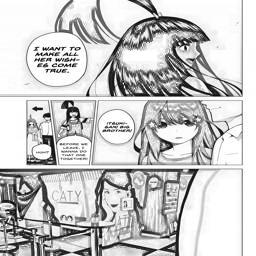 I WANT TO
MAKE ALL
HER WISH-
ES COME
TRUE.
HUH?
BEFORE WE
LEAVE, I
WANNA DO
THAT ONE
TOGETHER!
ITSUKI-
SAN! BIG
BROTHER!
CATY